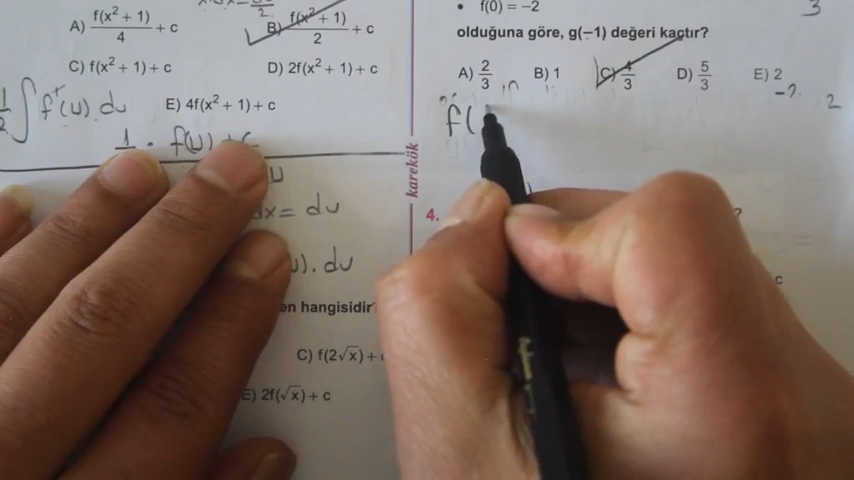 A) f(x² + 1)/4 + c
B) f(x² + 1)/2 + c
C) f(x² + 1) + c
D) 2f(x² + 1) + c
1/2 ∫ f'(u). du
E) 4f(x² + 1) + c
f(u) + c
= du
. du
en hangisidir
C) f(2√x) +
E) 2f(√x) + c
karekök
• f(0) = −2
3
olduğuna göre, g(−1) değeri kaçtır?
A) 2/3 B) 1 C) 4/3 D) 5/3 E) 2
-2
2
f(
4.
?
c